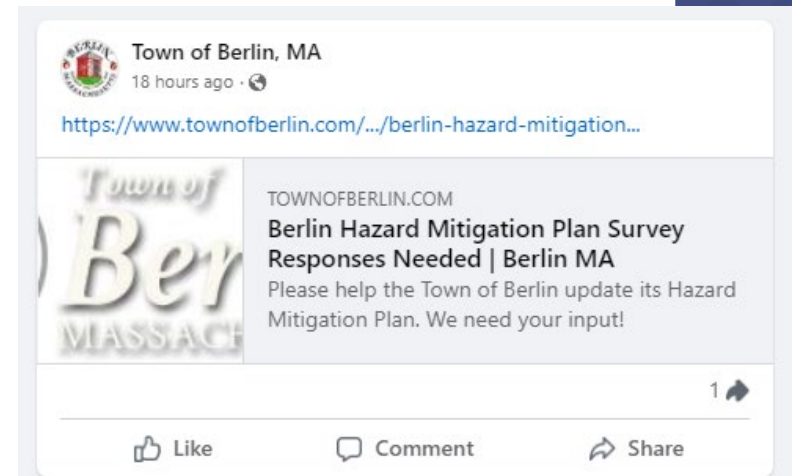 Town of Berlin, MA
18 hours ago ·
https://www.townofberlin.com/.../berlin-hazard-mitigation...
Town of
Ber
MASSACH
TOWNOFBERLIN.COM
Berlin Hazard Mitigation Plan Survey
Responses Needed | Berlin MA
Please help the Town of Berlin update its Hazard
Mitigation Plan. We need your input!
1
Like Comment Share